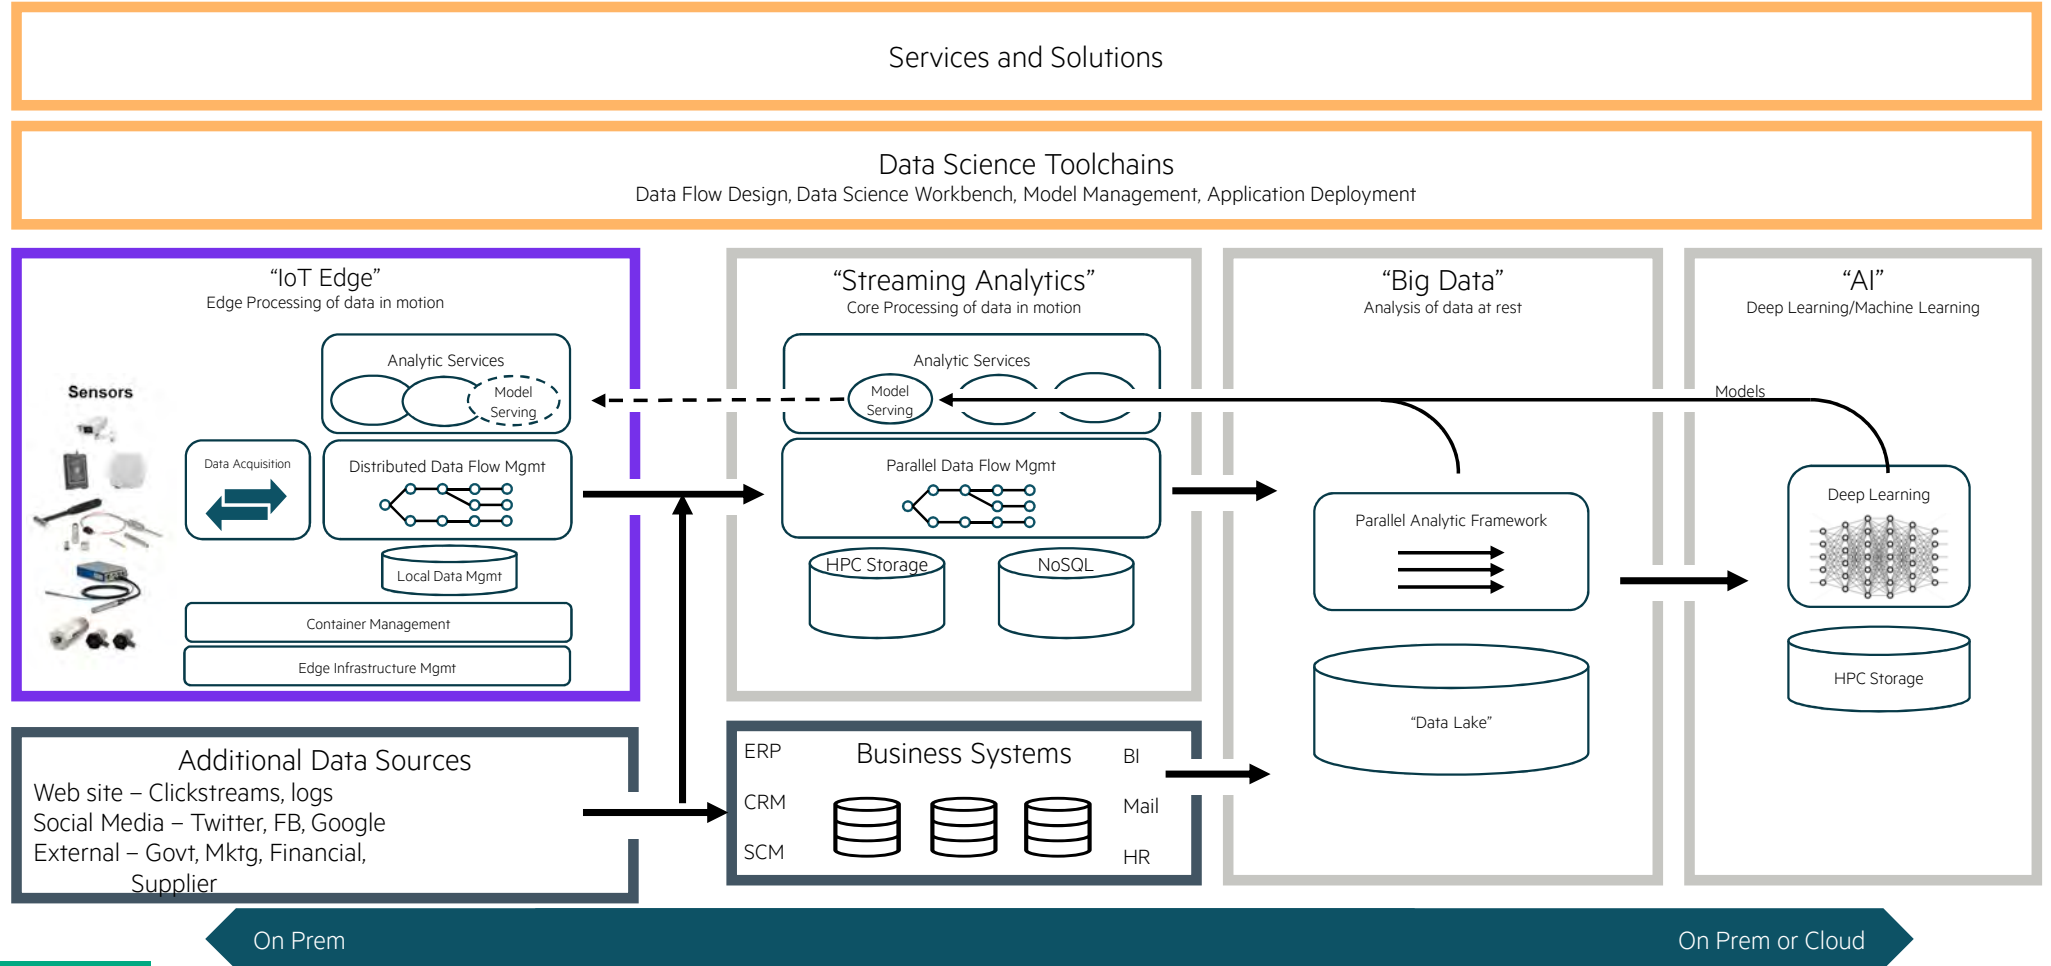 Services and Solutions
Data Science Toolchains
Data Flow Design, Data Science Workbench, Model Management, Application Deployment
“IoT Edge”
Edge Processing of data in motion
Sensors
Analytic Services
Model
Serving
Data Acquisition
Distributed Data Flow Mgmt
Local Data Mgmt
Container Management
Edge Infrastructure Mgmt
“Streaming Analytics”
Core Processing of data in motion
Analytic Services
Model
Serving
Parallel Data Flow Mgmt
HPC Storage
NoSQL
“Big Data”
Analysis of data at rest
Parallel Analytic Framework
“Data Lake”
“AI”
Deep Learning/Machine Learning
Models
Deep Learning
HPC Storage
Additional Data Sources
Web site – Clickstreams, logs
Social Media – Twitter, FB, Google
External – Govt, Mktg, Financial,
Supplier
Business Systems
ERP
CRM
SCM
BI
Mail
HR
On Prem
On Prem or Cloud